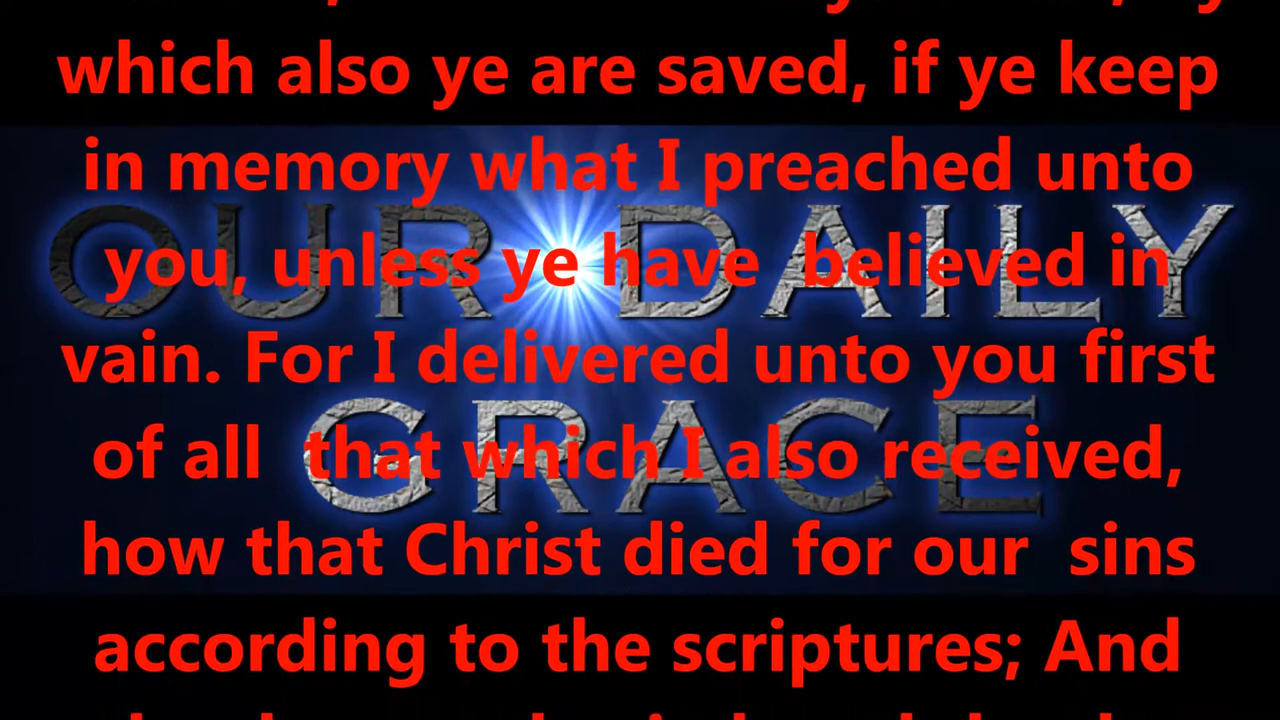 which also ye are saved, if ye keep
in memory what I preached unto
you, unless ye have believed in
vain. For I delivered unto you first
of all that which I also received,
how that Christ died for our sins
according to the scriptures; And
OUR DAILY
GRACE